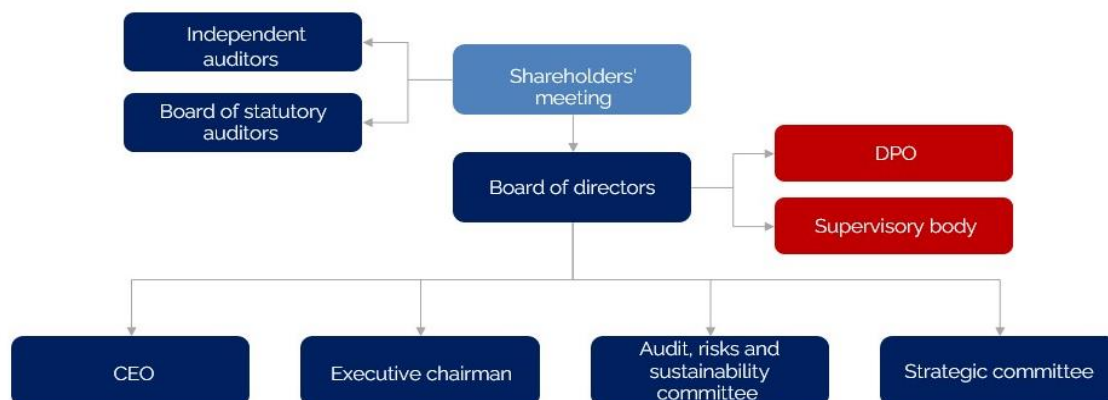 Independent
auditors
Shareholders'
meeting
Board of statutory
auditors
DPO
Board of directors
Supervisory body
CEO
Executive chairman
Audit, risks and
sustainability
committee
Strategic committee